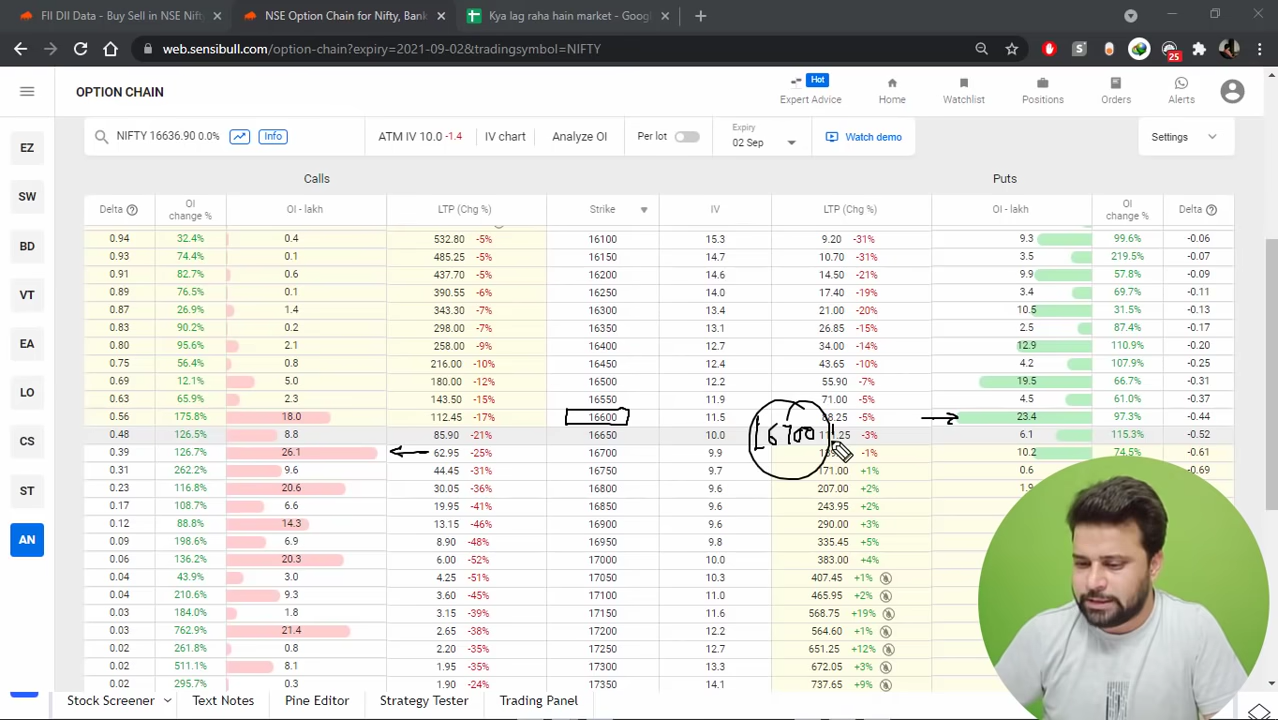 FII DII Data - Buy Sell in NSE Nifty
NSE Option Chain for Nifty, Bank
Kya lag raha hain market - Goog
web.sensibull.com/option-chain?expiry=2021-09-02&tradingsymbol=NIFTY
25
OPTION CHAIN
Hot
Expert Advice Home Watchlist Positions Orders Alerts
NIFTY 16636.90 0.0% Info ATM IV 10.0 -1.4 IV chart Analyze OI Per lot Expiry 02 Sep Watch demo Settings
EZ
SW
BD
VT
EA
LO
CS
ST
AN
Calls Puts
Delta OI change % OI - lakh LTP (Chg %) Strike IV LTP (Chg %) OI - lakh OI change % Delta
0.94 32.4% 0.4 532.80 -5% 16100 15.3 9.20 -31% 9.3 99.6% -0.06
0.93 74.4% 0.1 485.25 -5% 16150 14.7 10.70 -31% 3.5 219.5% -0.07
0.91 82.7% 0.6 437.70 -5% 16200 14.6 14.50 -21% 9.9 57.8% -0.09
0.89 76.5% 0.1 390.55 -6% 16250 14.0 17.40 -19% 3.4 69.7% -0.11
0.87 26.9% 1.4 343.30 -7% 16300 13.4 21.00 -20% 10.5 31.5% -0.14
0.83 90.2% 0.2 298.00 -7% 16350 13.1 26.85 -15% 2.5 87.4% -0.16
0.80 95.6% 2.1 258.00 -9% 16400 12.7 34.00 -14% 12.9 110.9% -0.20
0.75 56.4% 0.8 216.00 -10% 16450 12.4 43.65 -10% 4.2 107.9% -0.25
0.69 12.1% 5.0 180.00 -12% 16500 12.2 55.90 -7% 19.5 66.7% -0.31
0.63 65.9% 2.3 143.50 -15% 16550 11.9 71.00 -5% 4.5 61.0% -0.37
0.56 175.8% 18.0 112.45 -17% 16600 11.5 -5% 23.4 97.3% -0.44
0.48 126.5% 8.8 85.90 -21% 16650 10.0 16700 -3% 6.1 115.3% -0.52
0.39 126.7% 26.1 62.95 -25% 16700 9.9 -1% 10.2 74.5% -0.61
0.31 262.2% 9.6 44.45 -31% 16750 9.7 171.00 +1% 0.6 -0.69
0.23 116.8% 20.6 30.05 -36% 16800 9.6 207.00 +2%
0.17 108.7% 6.6 19.95 -41% 16850 9.6 243.95 +2%
0.12 88.8% 14.3 13.15 -46% 16900 9.6 290.00 +3%
0.09 198.6% 6.9 8.90 -48% 16950 9.8 335.45 +5%
0.06 136.2% 20.3 6.00 -52% 17000 10.0 383.00 +4%
0.04 43.9% 3.0 4.25 -51% 17050 10.3 407.45 +1%
0.04 210.6% 9.3 3.60 -45% 17100 11.0 465.95 +2%
0.03 184.0% 1.8 3.15 -39% 17150 11.6 568.75 +19%
0.03 762.9% 21.4 2.65 -38% 17200 12.2 564.60 +1%
0.02 261.8% 0.8 2.20 -35% 17250 12.7 651.25 +12%
0.02 511.1% 8.1 1.95 -35% 17300 13.3 672.05 +3%
0.02 295.7% 0.3 1.90 -24% 17350 14.1 737.65 +9%
Stock Screener Text Notes Pine Editor Strategy Tester Trading Panel